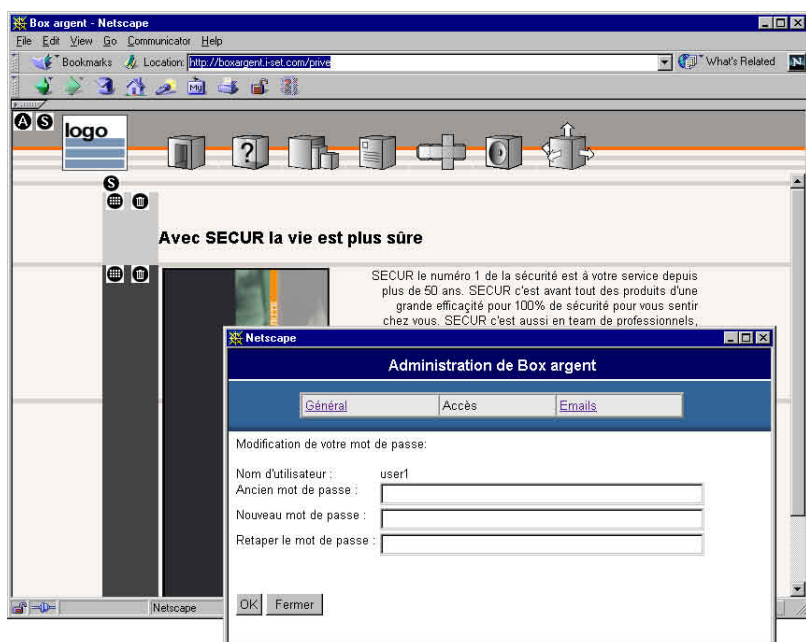 Box argent - Netscape
File Edit View Go Communicator Help
Bookmarks Location: http://boxargent.i-set.com/prive What's Related N
My
A S logo
?
S
Avec SECUR la vie est plus sûre
SECUR le numéro 1 de la sécurité est à votre service depuis
plus de 50 ans. SECUR c'est avant tout des produits d'une
grande efficaçité pour 100% de sécurité pour vous sentir
chez vous. SECUR c'est aussi en team de professionnels,
Netscape
Administration de Box argent
Général Accès Emails
Modification de votre mot de passe:
Nom d'utilisateur : user1
Ancien mot de passe :
Nouveau mot de passe :
Retaper le mot de passe :
OK Fermer
Netscape